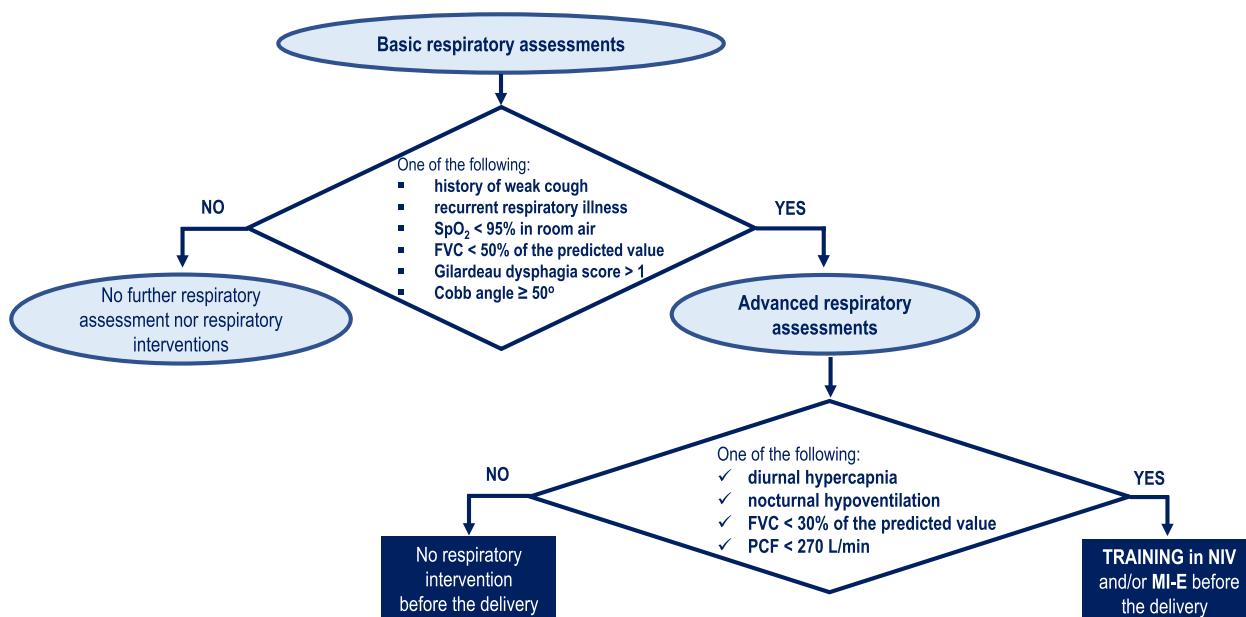 Basic respiratory assessments
One of the following:
▪ history of weak cough
▪ recurrent respiratory illness
▪ SpO₂ < 95% in room air
▪ FVC < 50% of the predicted value
▪ Gilardeau dysphagia score > 1
▪ Cobb angle ≥ 50º
NO
YES
No further respiratory
assessment nor respiratory
interventions
Advanced respiratory
assessments
One of the following:
✓ diurnal hypercapnia
✓ nocturnal hypoventilation
✓ FVC < 30% of the predicted value
✓ PCF < 270 L/min
NO
YES
No respiratory
intervention
before the delivery
TRAINING in NIV
and/or MI-E before
the delivery